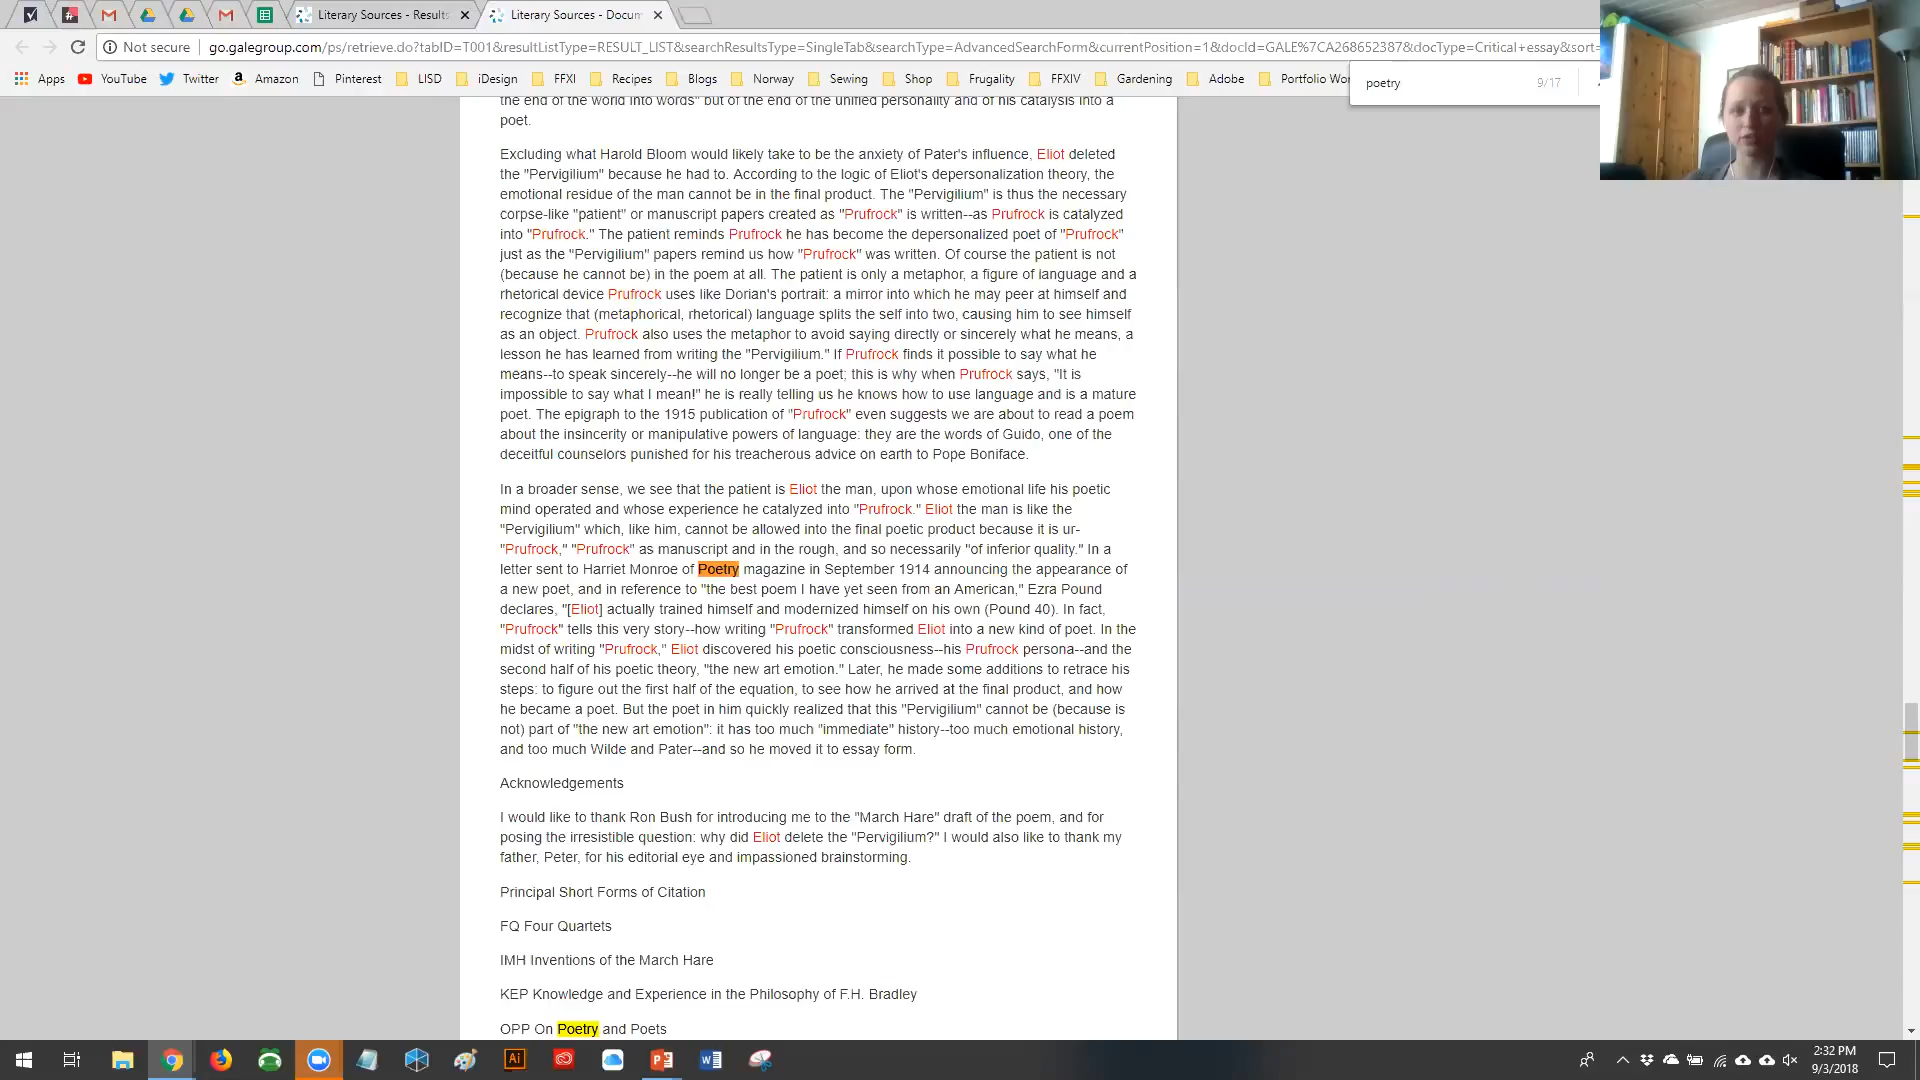 Literary Sources - Results
Literary Sources - Docum
Not secure
go.galegroup.com/ps/retrieve.do?tabID=T001&resultListType=RESULT_LIST&searchResultsType=SingleTab&searchType=AdvancedSearchForm&currentPosition=1&docId=GALE%7CA268652387&docType=Critical+essay&sort=
Apps YouTube Twitter Amazon Pinterest LISD iDesign FFXI Recipes Blogs Norway Sewing Shop Frugality FFXIV Gardening Adobe Portfolio Wor
poetry 9/17
the end of the world into words" but of the end of the unified personality and of his catalysis into a
poet.
Excluding what Harold Bloom would likely take to be the anxiety of Pater's influence, Eliot deleted
the "Pervigilium" because he had to. According to the logic of Eliot's depersonalization theory, the
emotional residue of the man cannot be in the final product. The "Pervigilium" is thus the necessary
corpse-like "patient" or manuscript papers created as "Prufrock" is written--as Prufrock is catalyzed
into "Prufrock." The patient reminds Prufrock he has become the depersonalized poet of "Prufrock"
just as the "Pervigilium" papers remind us how "Prufrock" was written. Of course the patient is not
(because he cannot be) in the poem at all. The patient is only a metaphor, a figure of language and a
rhetorical device Prufrock uses like Dorian's portrait: a mirror into which he may peer at himself and
recognize that (metaphorical, rhetorical) language splits the self into two, causing him to see himself
as an object. Prufrock also uses the metaphor to avoid saying directly or sincerely what he means, a
lesson he has learned from writing the "Pervigilium." If Prufrock finds it possible to say what he
means--to speak sincerely--he will no longer be a poet; this is why when Prufrock says, "It is
impossible to say what I mean!" he is really telling us he knows how to use language and is a mature
poet. The epigraph to the 1915 publication of "Prufrock" even suggests we are about to read a poem
about the insincerity or manipulative powers of language: they are the words of Guido, one of the
deceitful counselors punished for his treacherous advice on earth to Pope Boniface.
In a broader sense, we see that the patient is Eliot the man, upon whose emotional life his poetic
mind operated and whose experience he catalyzed into "Prufrock." Eliot the man is like the
"Pervigilium" which, like him, cannot be allowed into the final poetic product because it is ur-
"Prufrock," "Prufrock" as manuscript and in the rough, and so necessarily "of inferior quality." In a
letter sent to Harriet Monroe of Poetry magazine in September 1914 announcing the appearance of
a new poet, and in reference to "the best poem I have yet seen from an American," Ezra Pound
declares, "[Eliot] actually trained himself and modernized himself on his own (Pound 40). In fact,
"Prufrock" tells this very story--how writing "Prufrock" transformed Eliot into a new kind of poet. In the
midst of writing "Prufrock," Eliot discovered his poetic consciousness--his Prufrock persona--and the
second half of his poetic theory, "the new art emotion." Later, he made some additions to retrace his
steps: to figure out the first half of the equation, to see how he arrived at the final product, and how
he became a poet. But the poet in him quickly realized that this "Pervigilium" cannot be (because is
not) part of "the new art emotion": it has too much "immediate" history--too much emotional history,
and too much Wilde and Pater--and so he moved it to essay form.
Acknowledgements
I would like to thank Ron Bush for introducing me to the "March Hare" draft of the poem, and for
posing the irresistible question: why did Eliot delete the "Pervigilium?" I would also like to thank my
father, Peter, for his editorial eye and impassioned brainstorming.
Principal Short Forms of Citation
FQ Four Quartets
IMH Inventions of the March Hare
KEP Knowledge and Experience in the Philosophy of F.H. Bradley
OPP On Poetry and Poets
2:32 PM
9/3/2018